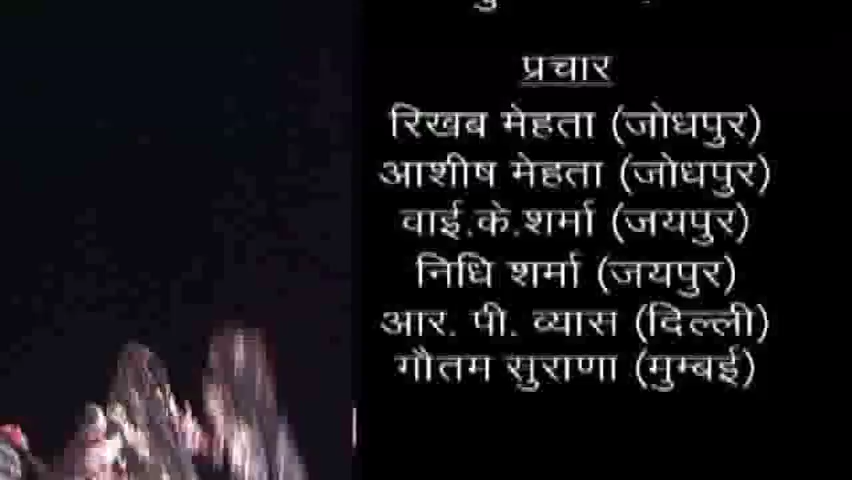 प्रचार
रिखब मेहता (जोधपुर)
आशीष मेहता (जोधपुर)
वाई.के.शर्मा (जयपुर)
निधि शर्मा (जयपुर)
आर. पी. व्यास (दिल्ली)
गौतम सुराणा (मुम्बई)